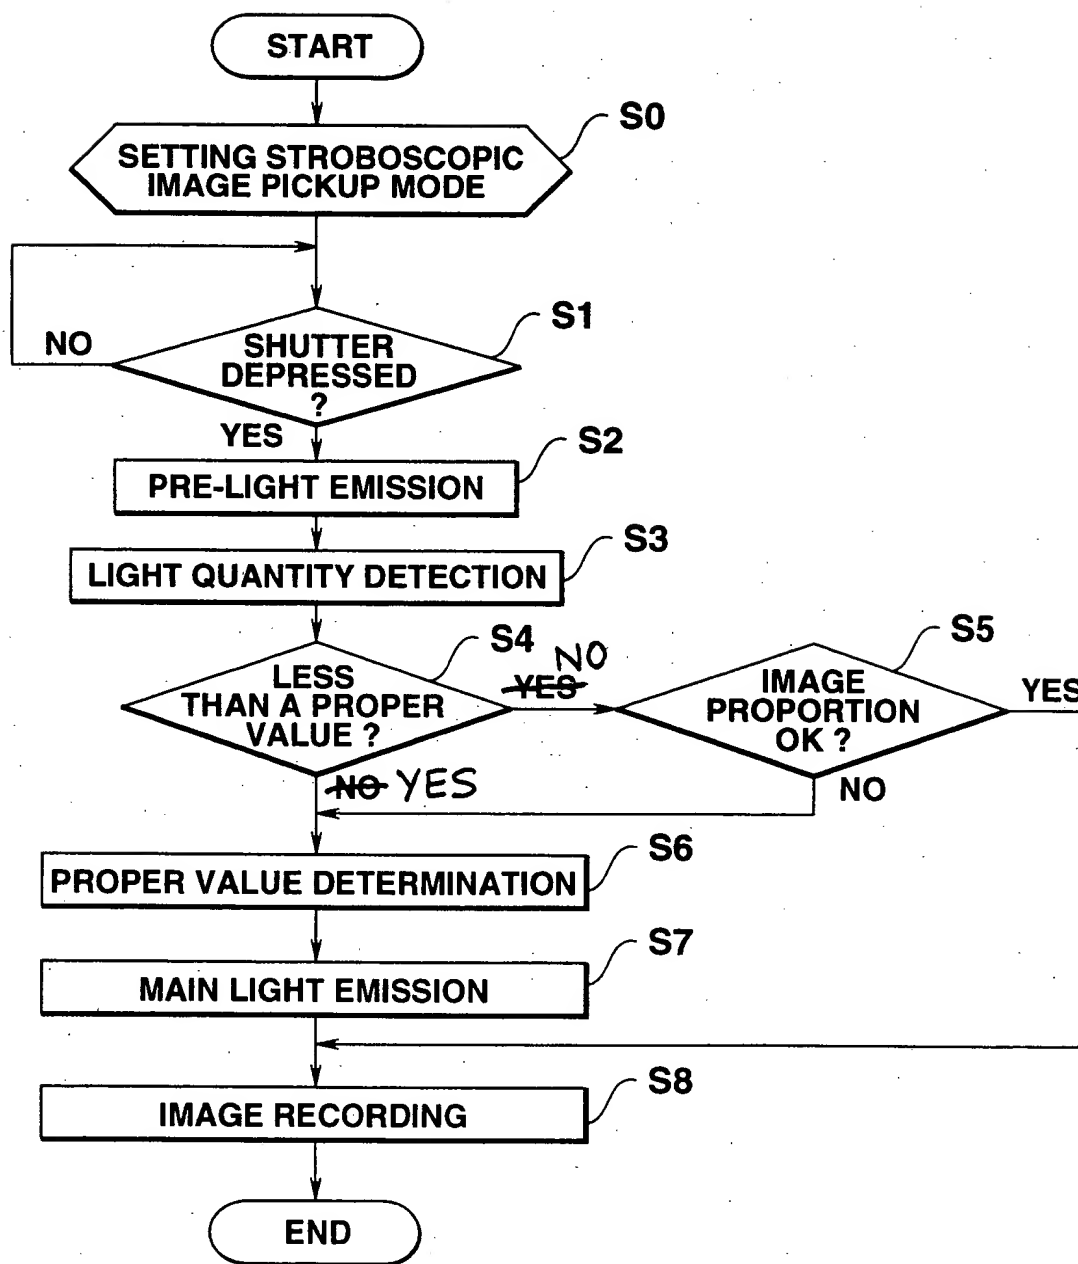 START
S0
SETTING STROBOSCOPIC
IMAGE PICKUP MODE
S1
NO
SHUTTER
DEPRESSED
?
YES
S2
PRE-LIGHT EMISSION
S3
LIGHT QUANTITY DETECTION
S4
LESS
THAN A PROPER
VALUE ?
YES NO
S5
IMAGE
PROPORTION
OK ?
YES
NO YES
NO
S6
PROPER VALUE DETERMINATION
S7
MAIN LIGHT EMISSION
S8
IMAGE RECORDING
END